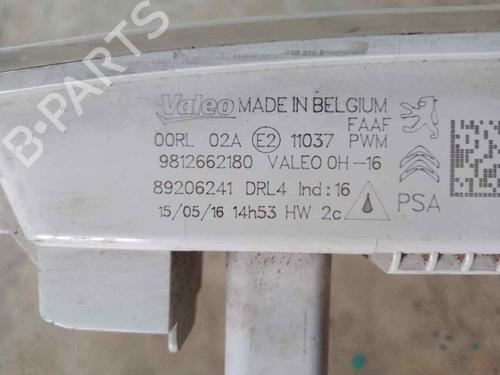 Valeo MADE IN BELGIUM
FAAF
00RL 02A E2 11037 PWM
9812662180 VALEO 0H-16
89206241 DRL4 Ind:16
15/05/16 14h53 HW 2c
PSA
B-PARTS